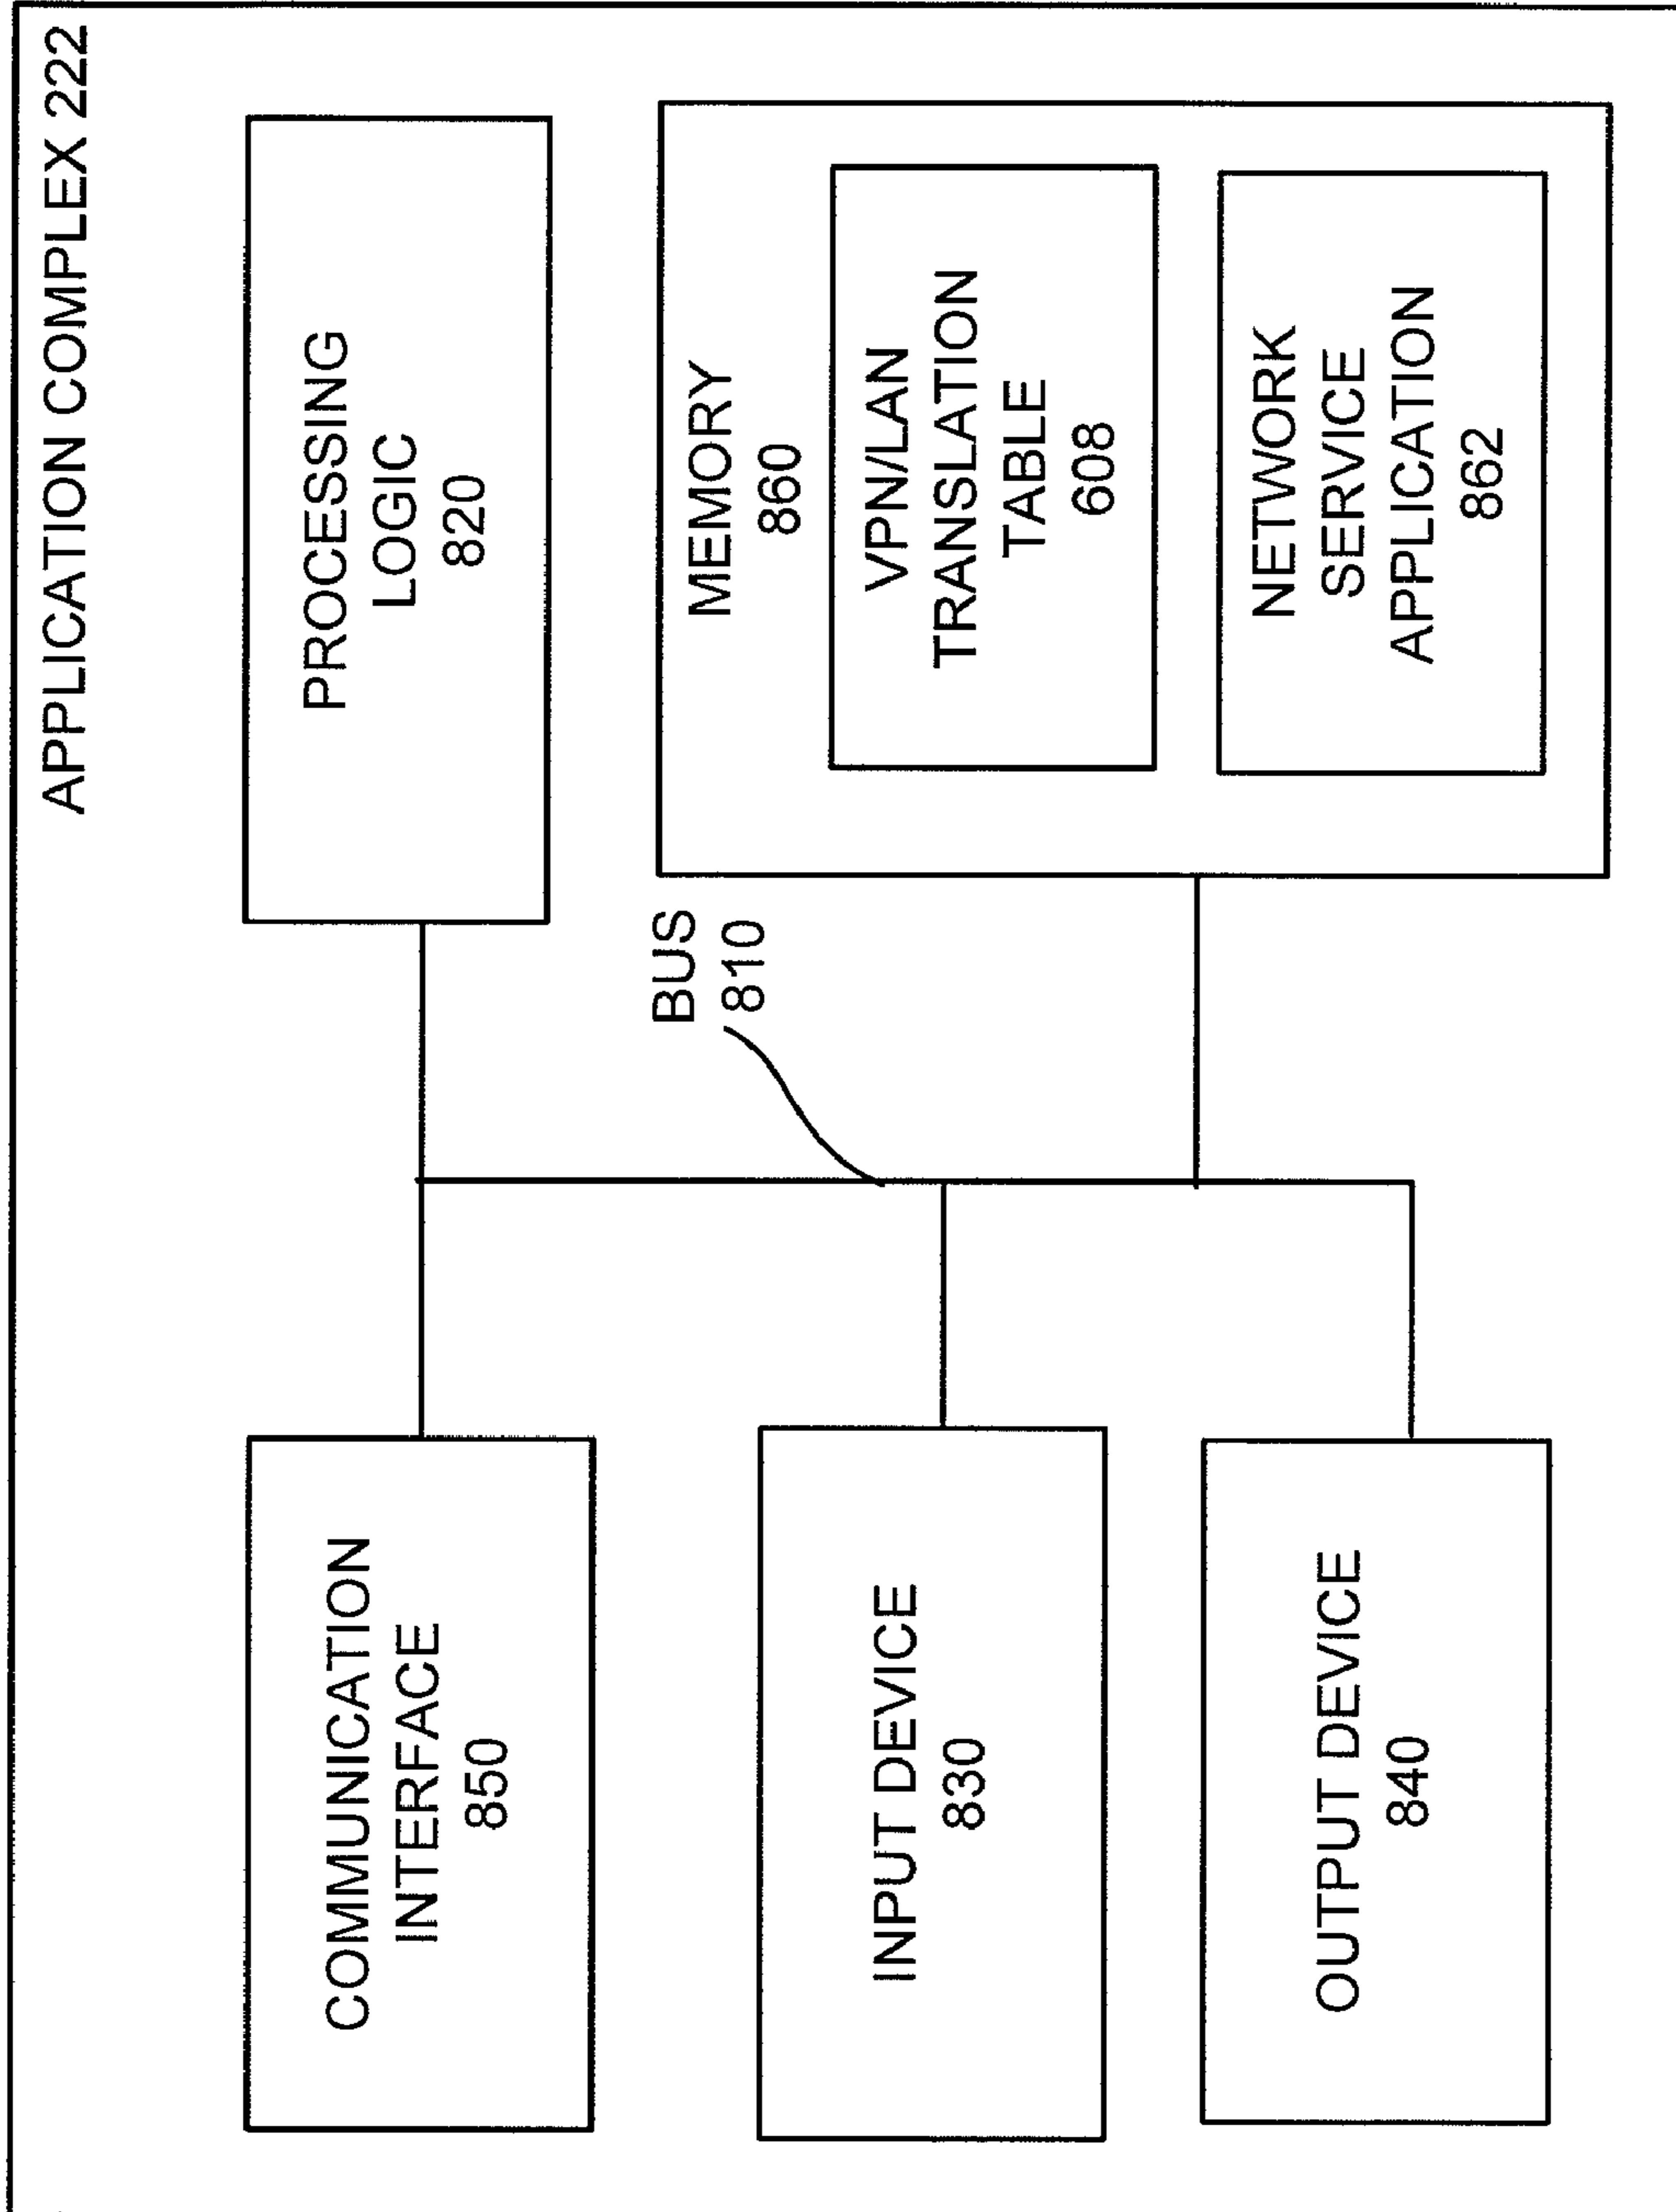 APPLICATION COMPLEX 222
COMMUNICATION
INTERFACE
850
PROCESSING
LOGIC
820
BUS
810
INPUT DEVICE
830
OUTPUT DEVICE
840
MEMORY
860
VPN/LAN
TRANSLATION
TABLE
608
NETWORK
SERVICE
APPLICATION
862